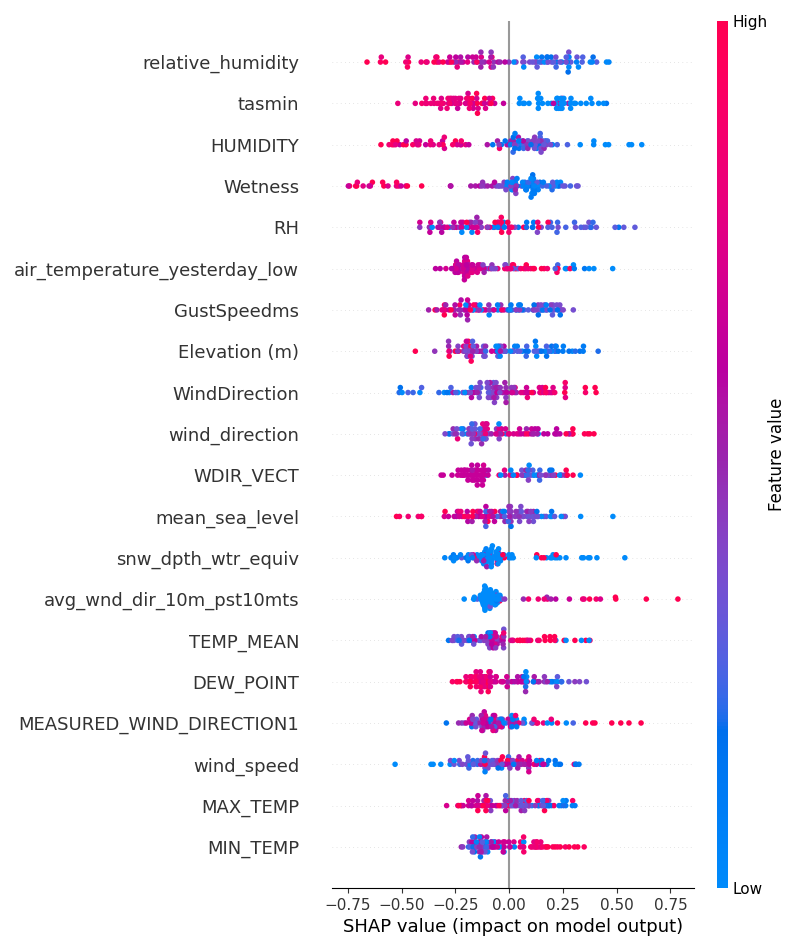 High
relative_humidity
tasmin
HUMIDITY
Wetness
RH
air_temperature_yesterday_low
GustSpeedms
Elevation (m)
WindDirection
wind_direction
WDIR_VECT
mean_sea_level
snw_dpth_wtr_equiv
avg_wnd_dir_10m_pst10mts
TEMP_MEAN
DEW_POINT
MEASURED_WIND_DIRECTION1
wind_speed
MAX_TEMP
MIN_TEMP
Feature value
Low
−0.75 −0.50 −0.25 0.00 0.25 0.50 0.75
SHAP value (impact on model output)